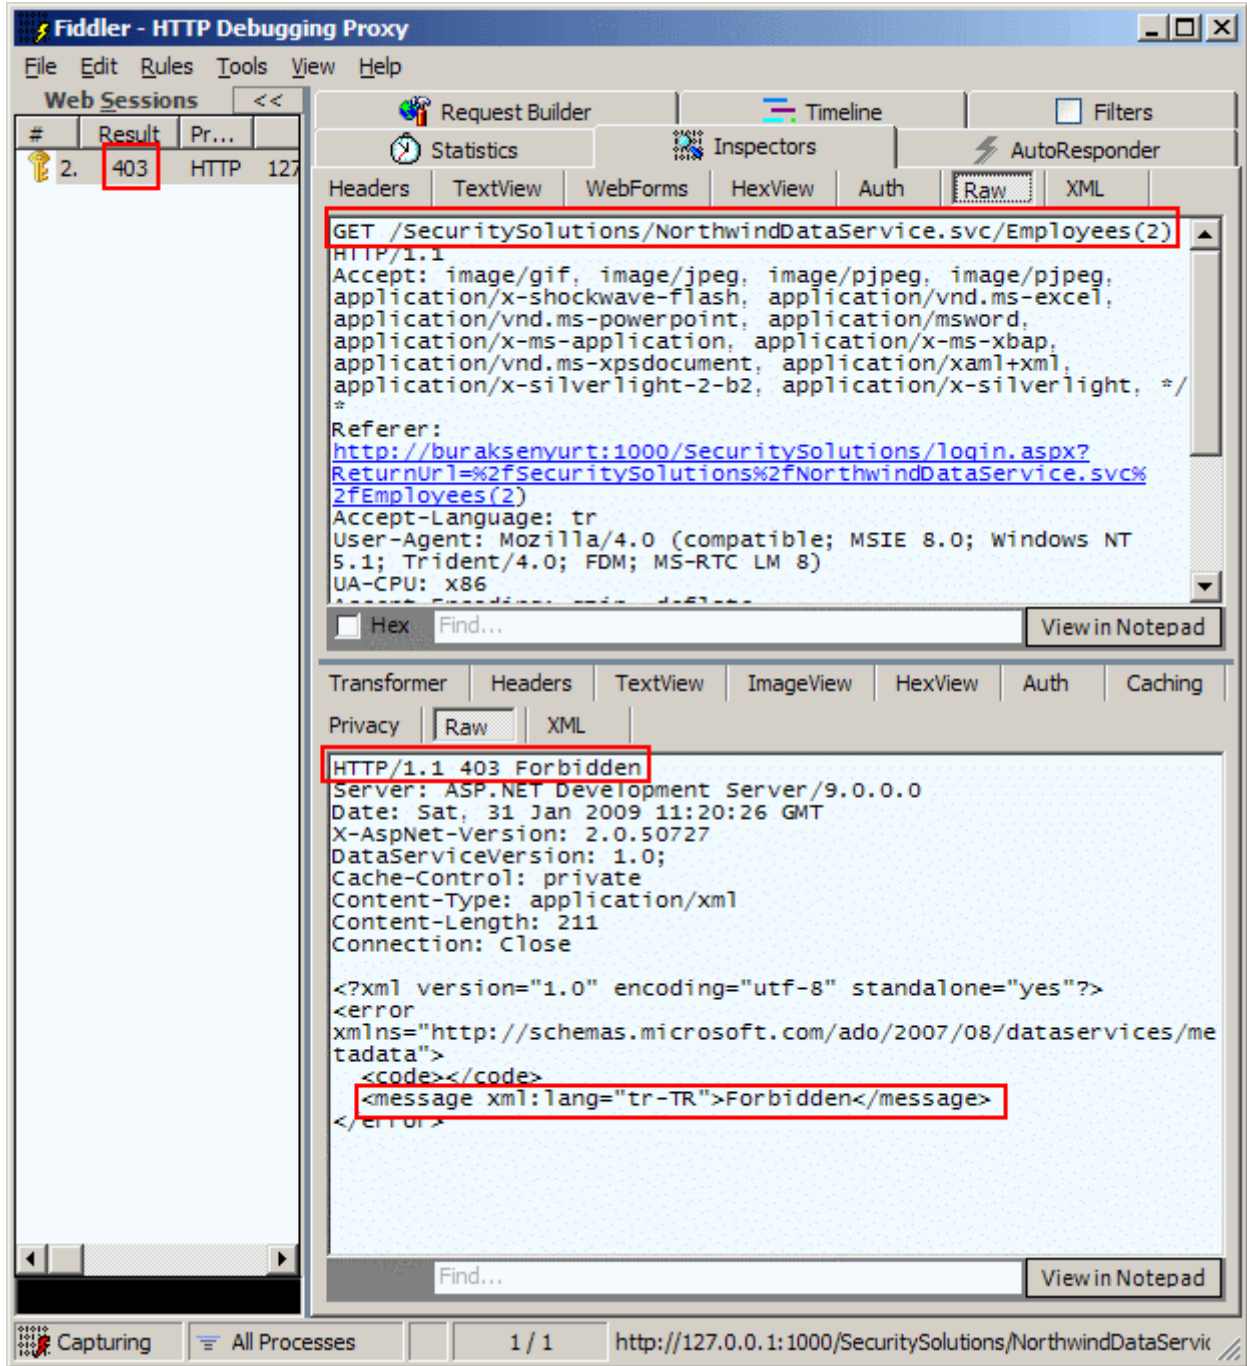 Fiddler - HTTP Debugging Proxy
File Edit Rules Tools View Help
Web Sessions <<
# Result Pr...
2. 403 HTTP 127
Request Builder Timeline Filters
Statistics Inspectors AutoResponder
Headers TextView WebForms HexView Auth Raw XML
GET /SecuritySolutions/NorthwindDataService.svc/Employees(2)
HTTP/1.1
Accept: image/gif, image/jpeg, image/pjpeg, image/pjpeg,
application/x-shockwave-flash, application/vnd.ms-excel,
application/vnd.ms-powerpoint, application/msword,
application/x-ms-application, application/x-ms-xbap,
application/vnd.ms-xpsdocument, application/xaml+xml,
application/x-silverlight-2-b2, application/x-silverlight, */
*
Referer:
http://buraksenyurt:1000/SecuritySolutions/login.aspx?
ReturnUrl=%2fSecuritySolutions%2fNorthwindDataService.svc%
2fEmployees(2)
Accept-Language: tr
User-Agent: Mozilla/4.0 (compatible; MSIE 8.0; Windows NT
5.1; Trident/4.0; FDM; MS-RTC LM 8)
UA-CPU: x86
Accept-Encoding: gzip, deflate
Hex Find... View in Notepad
Transformer Headers TextView ImageView HexView Auth Caching
Privacy Raw XML
HTTP/1.1 403 Forbidden
Server: ASP.NET Development Server/9.0.0.0
Date: Sat, 31 Jan 2009 11:20:26 GMT
X-AspNet-Version: 2.0.50727
DataServiceVersion: 1.0;
Cache-Control: private
Content-Type: application/xml
Content-Length: 211
Connection: Close
<?xml version="1.0" encoding="utf-8" standalone="yes"?>
<error
xmlns="http://schemas.microsoft.com/ado/2007/08/dataservices/me
tadata">
<code></code>
<message xml:lang="tr-TR">Forbidden</message>
</error>
Find... View in Notepad
Capturing All Processes 1 / 1 http://127.0.0.1:1000/SecuritySolutions/NorthwindDataServic